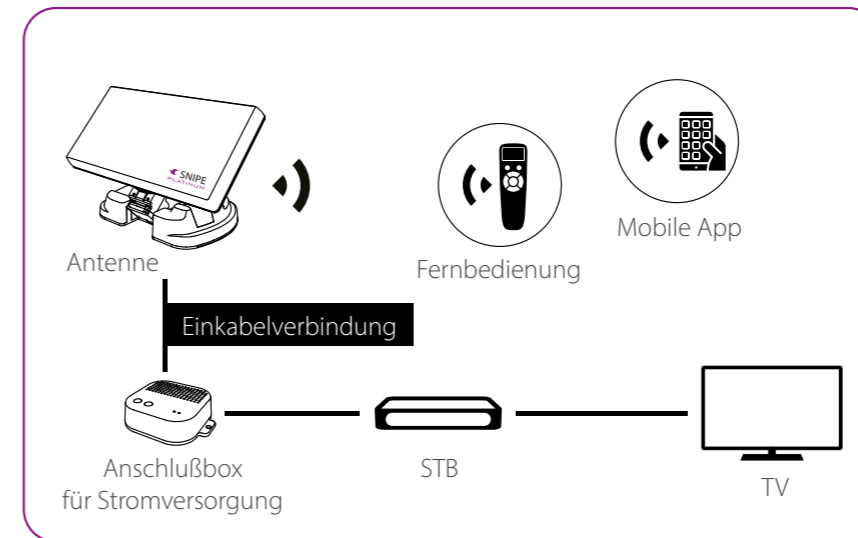 SNIPE
PLATINUM
Antenne
Fernbedienung
Mobile App
Einkabelverbindung
Anschlußbox
für Stromversorgung
STB
TV